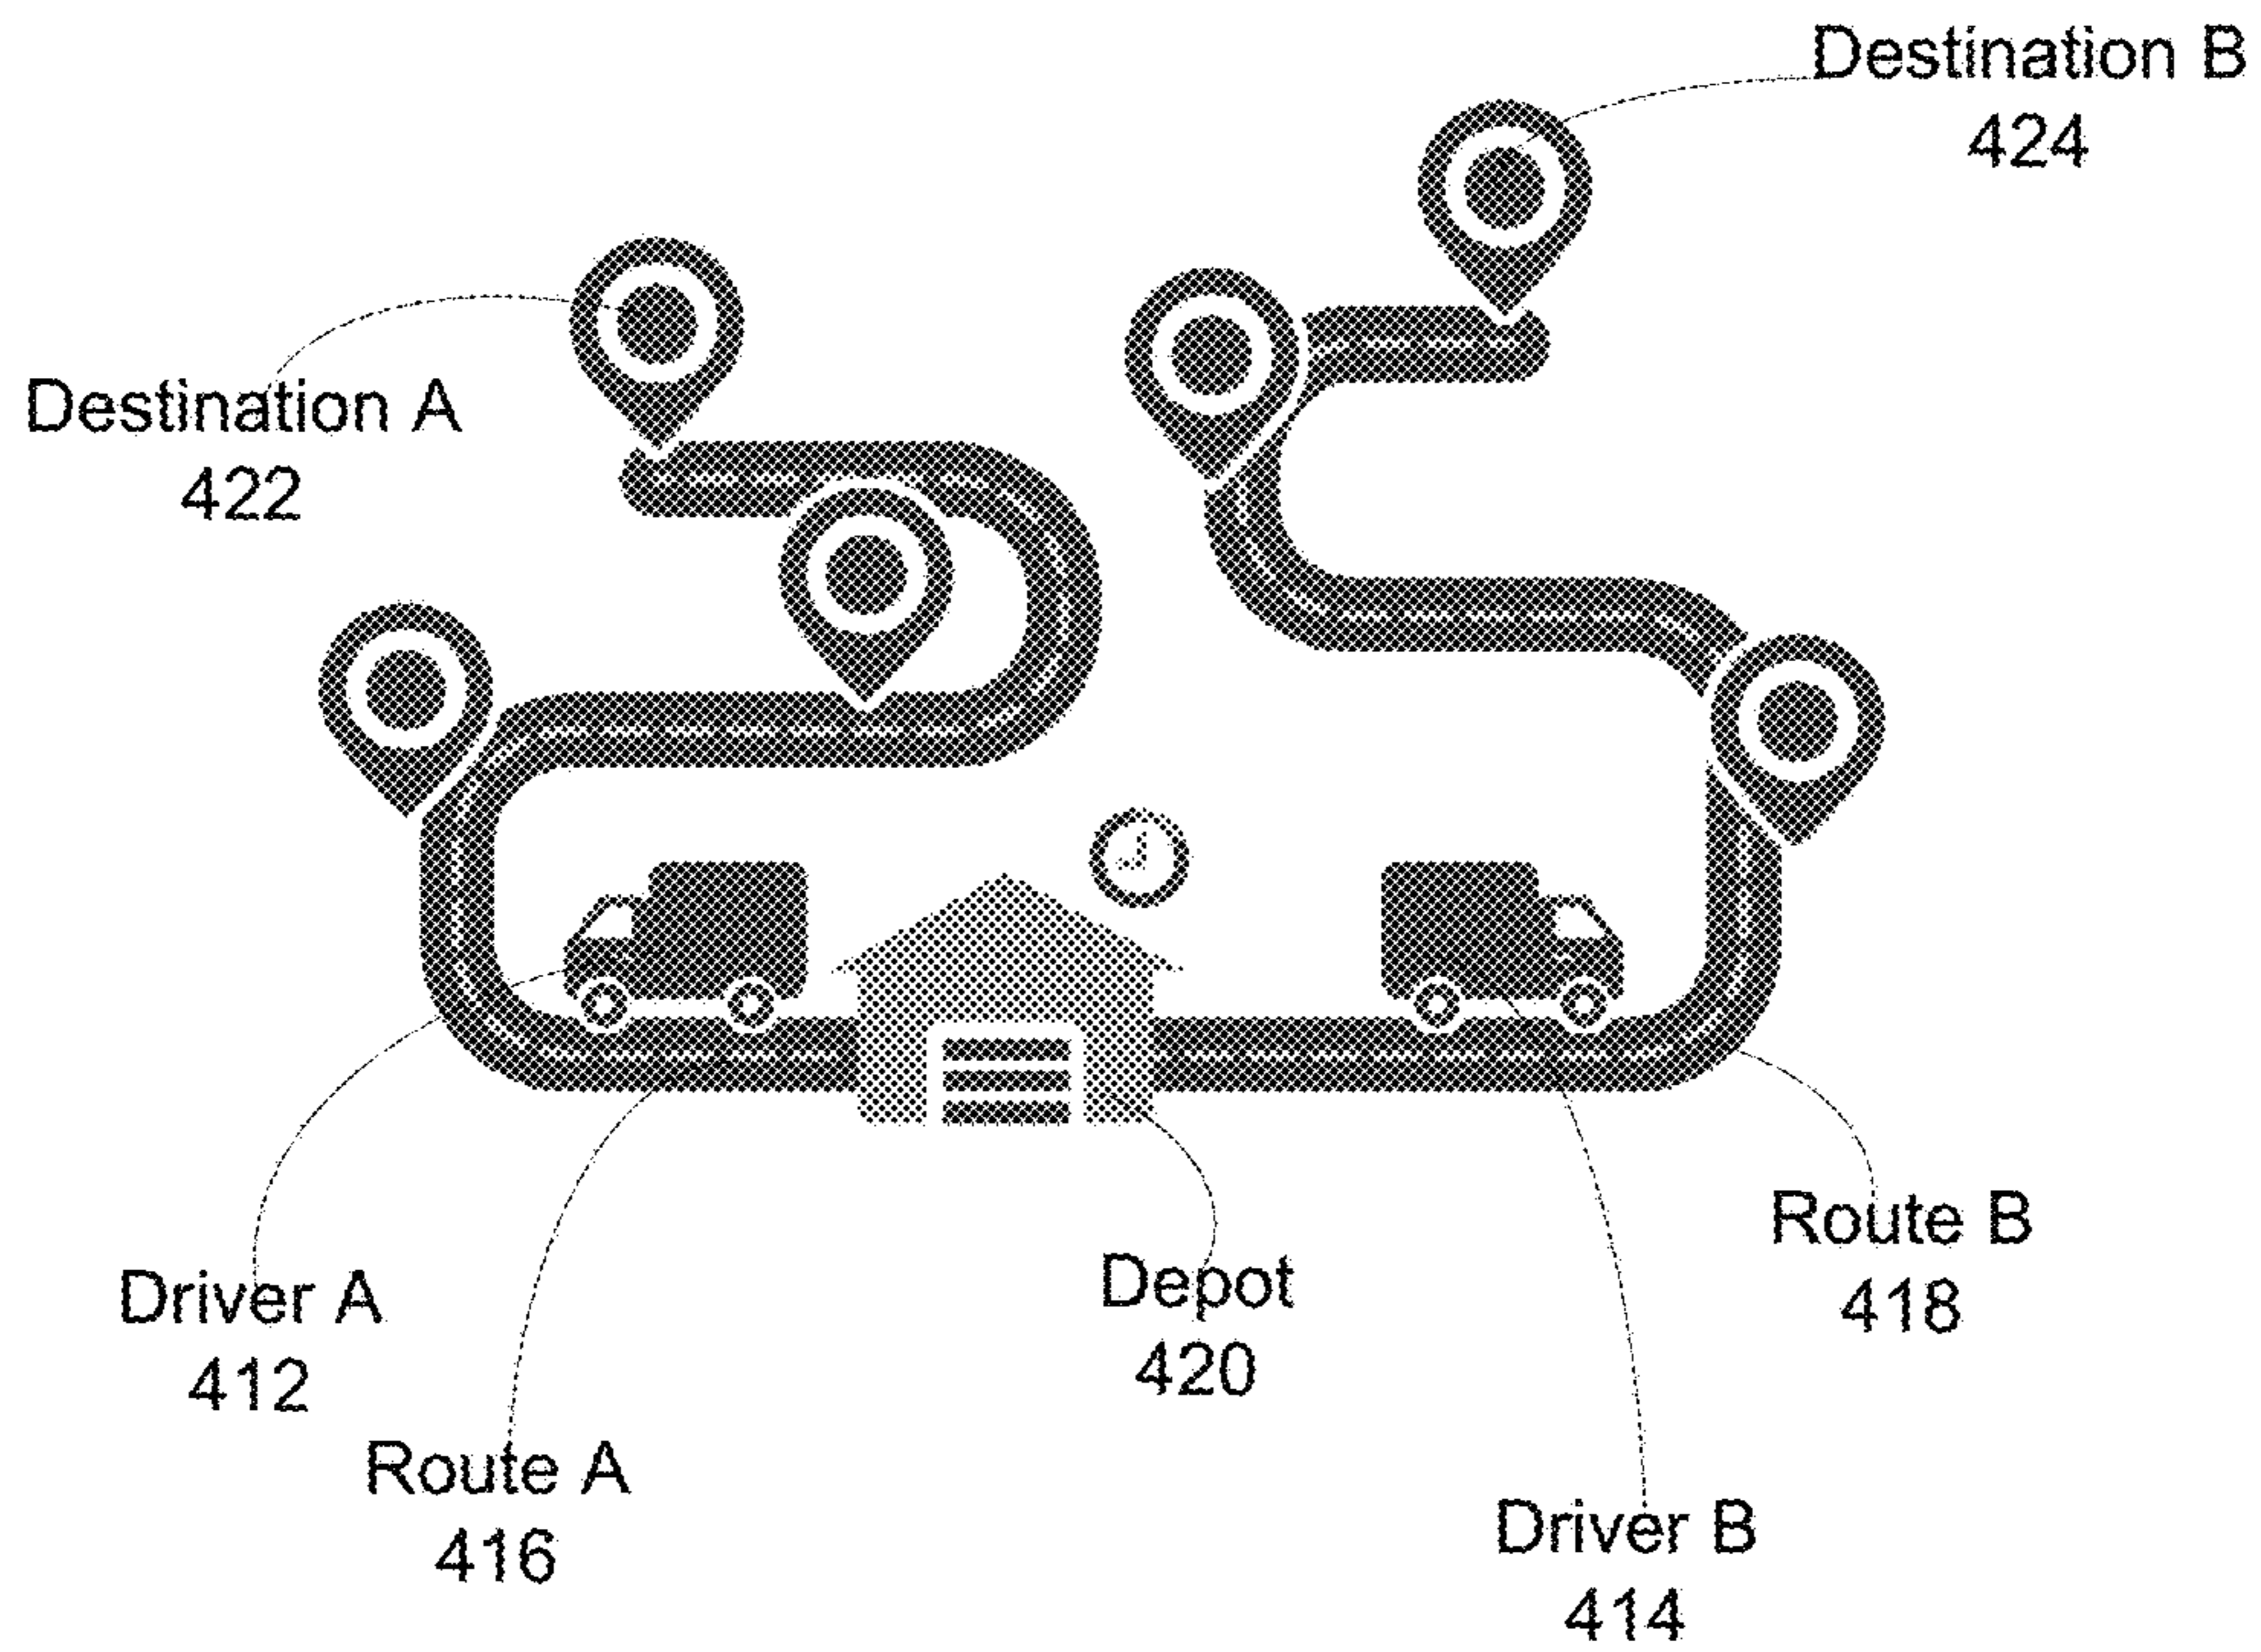 Destination B
424
Destination A
422
Route B
418
Depot
420
Driver A
412
Route A
416
Driver B
414